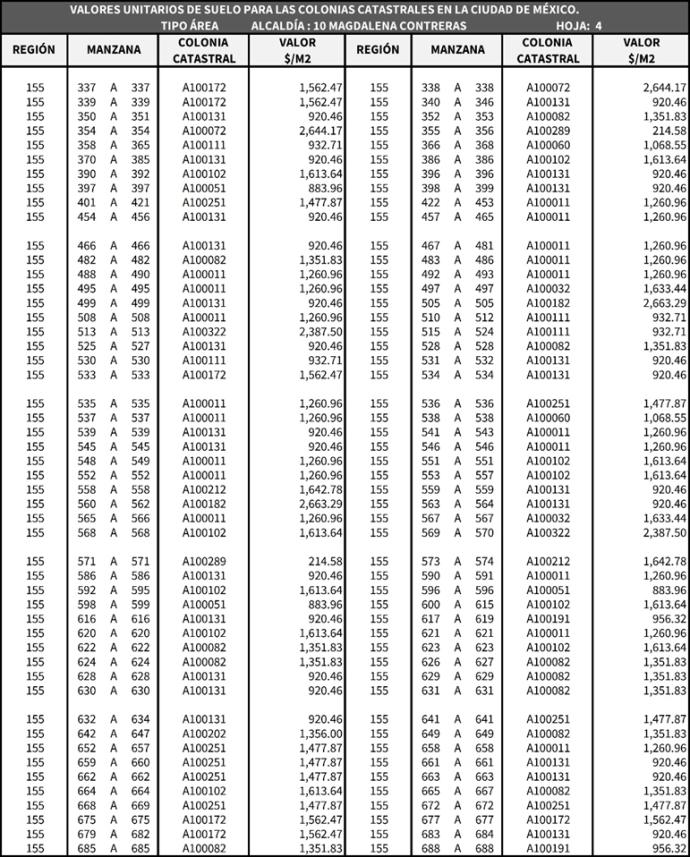 VALORES UNITARIOS DE SUELO PARA LAS COLONIAS CATASTRALES EN LA CIUDAD DE MÉXICO.
TIPO ÁREA ALCALDÍA : 10 MAGDALENA CONTRERAS HOJA: 4
REGIÓN MANZANA COLONIA CATASTRAL VALOR $/M2 REGIÓN MANZANA COLONIA CATASTRAL VALOR $/M2
155 337 A 337 A100172 1,562.47 155 338 A 338 A100072 2,644.17
155 339 A 339 A100172 1,562.47 155 340 A 346 A100131 920.46
155 350 A 351 A100131 920.46 155 352 A 353 A100082 1,351.83
155 354 A 354 A100072 2,644.17 155 355 A 356 A100289 214.58
155 358 A 365 A100111 932.71 155 366 A 368 A100060 1,068.55
155 370 A 385 A100131 920.46 155 386 A 386 A100102 1,613.64
155 390 A 392 A100102 1,613.64 155 396 A 396 A100131 920.46
155 397 A 397 A100051 883.96 155 398 A 399 A100131 920.46
155 401 A 421 A100251 1,477.87 155 422 A 453 A100011 1,260.96
155 454 A 456 A100131 920.46 155 457 A 465 A100011 1,260.96
155 466 A 466 A100131 920.46 155 467 A 481 A100011 1,260.96
155 482 A 482 A100082 1,351.83 155 483 A 486 A100011 1,260.96
155 488 A 490 A100011 1,260.96 155 492 A 493 A100011 1,260.96
155 495 A 495 A100011 1,260.96 155 497 A 497 A100032 1,633.44
155 499 A 499 A100131 920.46 155 505 A 505 A100182 2,663.29
155 508 A 508 A100011 1,260.96 155 510 A 512 A100111 932.71
155 513 A 513 A100322 2,387.50 155 515 A 524 A100111 932.71
155 525 A 527 A100131 920.46 155 528 A 528 A100082 1,351.83
155 530 A 530 A100111 932.71 155 531 A 532 A100131 920.46
155 533 A 533 A100172 1,562.47 155 534 A 534 A100131 920.46
155 535 A 535 A100011 1,260.96 155 536 A 536 A100251 1,477.87
155 537 A 537 A100011 1,260.96 155 538 A 538 A100060 1,068.55
155 539 A 539 A100131 920.46 155 541 A 543 A100011 1,260.96
155 545 A 545 A100131 920.46 155 546 A 546 A100011 1,260.96
155 548 A 549 A100011 1,260.96 155 551 A 551 A100102 1,613.64
155 552 A 552 A100011 1,260.96 155 553 A 557 A100102 1,613.64
155 558 A 558 A100212 1,642.78 155 559 A 559 A100131 920.46
155 560 A 562 A100182 2,663.29 155 563 A 564 A100131 920.46
155 565 A 566 A100011 1,260.96 155 567 A 567 A100032 1,633.44
155 568 A 568 A100102 1,613.64 155 569 A 570 A100322 2,387.50
155 571 A 571 A100289 214.58 155 573 A 574 A100212 1,642.78
155 586 A 586 A100131 920.46 155 590 A 591 A100011 1,260.96
155 592 A 595 A100102 1,613.64 155 596 A 596 A100051 883.96
155 598 A 599 A100051 883.96 155 600 A 615 A100102 1,613.64
155 616 A 616 A100131 920.46 155 617 A 619 A100191 956.32
155 620 A 620 A100102 1,613.64 155 621 A 621 A100011 1,260.96
155 622 A 622 A100082 1,351.83 155 623 A 623 A100102 1,613.64
155 624 A 624 A100082 1,351.83 155 626 A 627 A100082 1,351.83
155 628 A 628 A100131 920.46 155 629 A 629 A100082 1,351.83
155 630 A 630 A100131 920.46 155 631 A 631 A100082 1,351.83
155 632 A 634 A100131 920.46 155 641 A 641 A100251 1,477.87
155 642 A 647 A100202 1,356.00 155 649 A 649 A100082 1,351.83
155 652 A 657 A100251 1,477.87 155 658 A 658 A100011 1,260.96
155 659 A 660 A100251 1,477.87 155 661 A 661 A100131 920.46
155 662 A 662 A100251 1,477.87 155 663 A 663 A100131 920.46
155 664 A 664 A100102 1,613.64 155 665 A 667 A100082 1,351.83
155 668 A 669 A100251 1,477.87 155 672 A 672 A100251 1,477.87
155 675 A 675 A100172 1,562.47 155 677 A 677 A100172 1,562.47
155 679 A 682 A100172 1,562.47 155 683 A 684 A100131 920.46
155 685 A 685 A100082 1,351.83 155 688 A 688 A100191 956.32